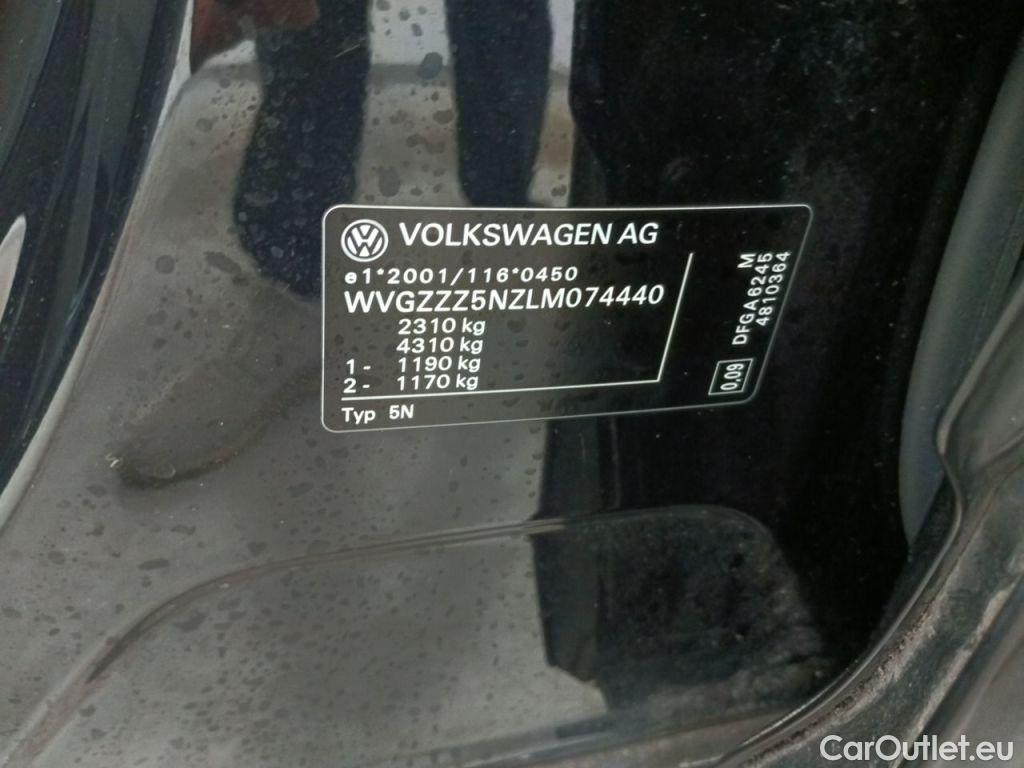 VOLKSWAGEN AG
e1*2001/116*0450
WVGZZZ5NZLM074440
2310 kg
4310 kg
1 - 1190 kg
2 - 1170 kg
Typ 5N
M
DFGA6245
4810364
0,09
CarOutlet.eu